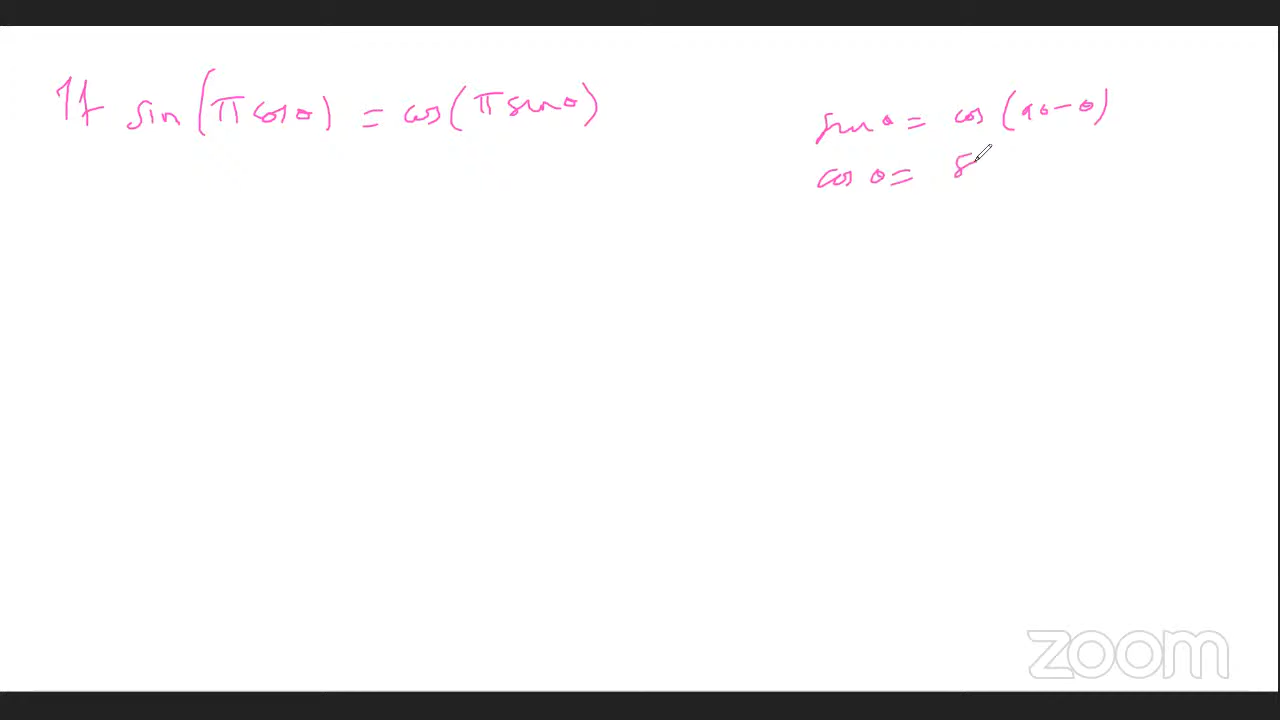 If sin(π cos θ) = cos(π sin θ)
sin θ = cos (90 - θ)
cos θ = s
zoom